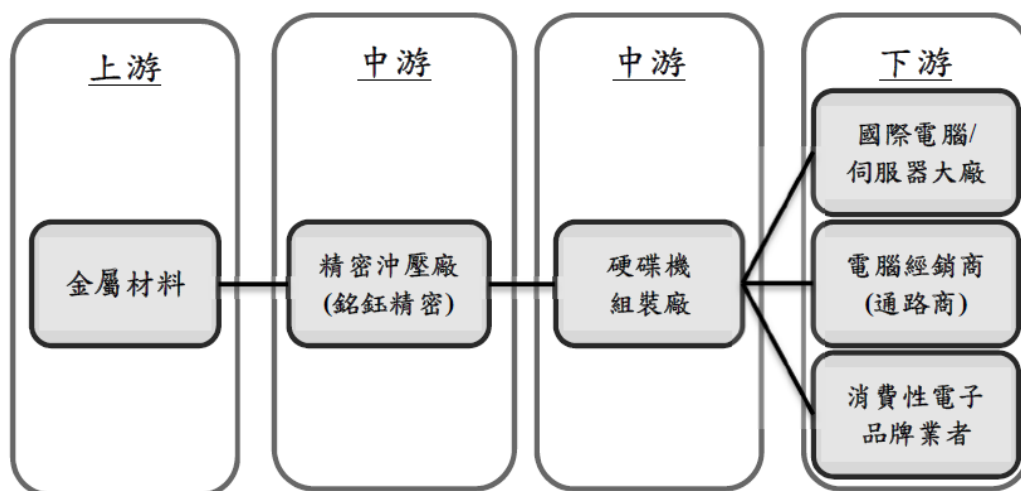 上游
金屬材料
中游
精密沖壓廠
(銘鈺精密)
中游
硬碟機
組裝廠
下游
國際電腦/
伺服器大廠
電腦經銷商
(通路商)
消費性電子
品牌業者